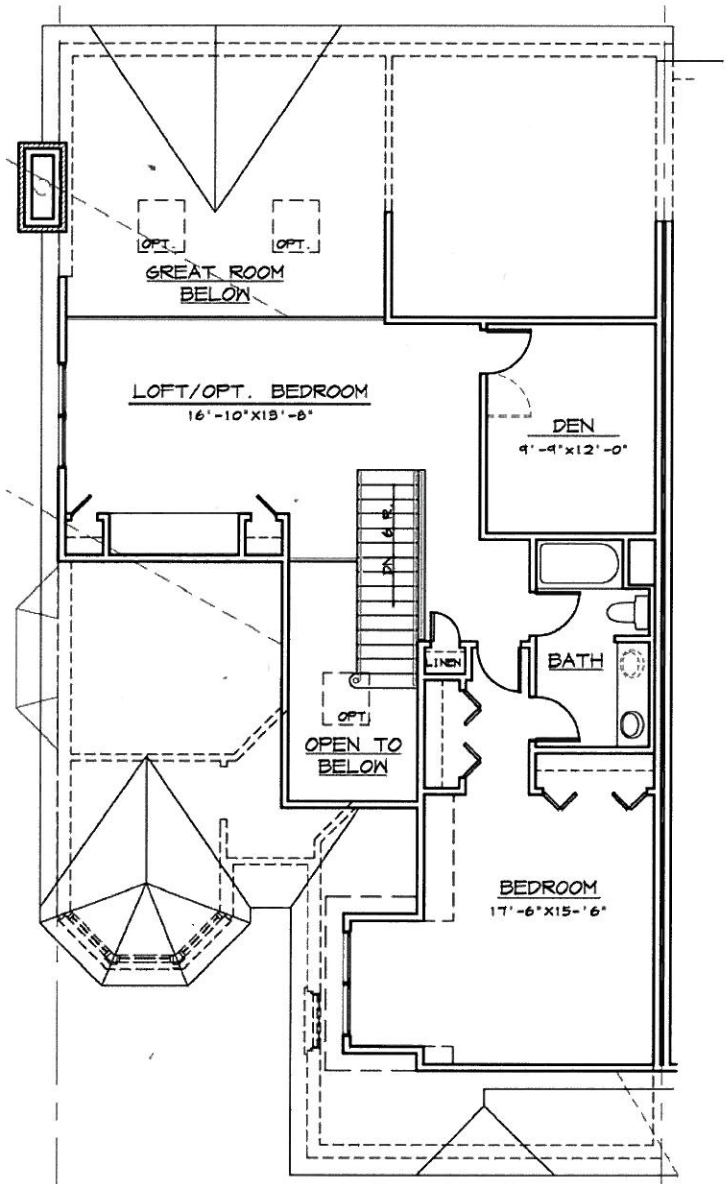 OPT.
OPT.
GREAT ROOM
BELOW
LOFT/OPT. BEDROOM
16'-10"X13'-8"
DEN
9'-9"x12'-0"
DN 6 R.
LINEN
BATH
OPT
OPEN TO
BELOW
BEDROOM
17'-6"X15-'6"